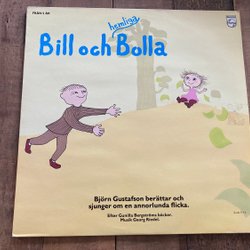 PHILIPS
hemliga
Bill och Bolla
Björn Gustafson berättar och
sjunger om en annorlunda flicka.
Efter Gunilla Bergströms böcker.
Musik Georg Riedel.